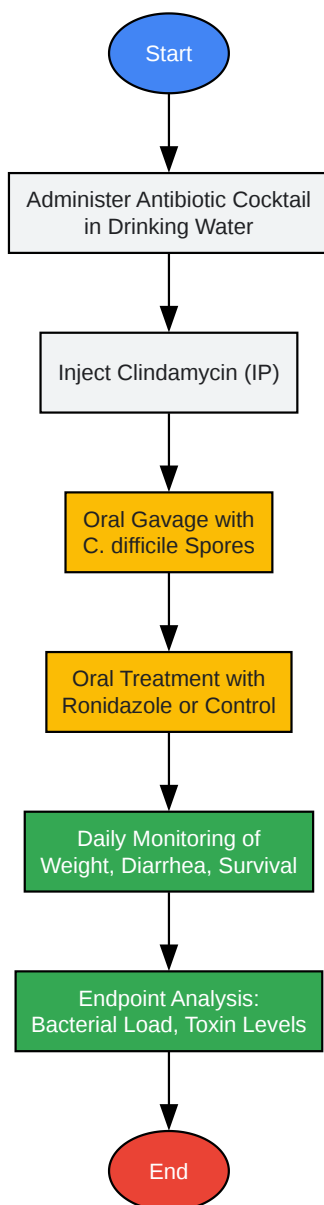 Start
Administer Antibiotic Cocktail
in Drinking Water
Inject Clindamycin (IP)
Oral Gavage with
C. difficile Spores
Oral Treatment with
Ronidazole or Control
Daily Monitoring of
Weight, Diarrhea, Survival
Endpoint Analysis:
Bacterial Load, Toxin Levels
End